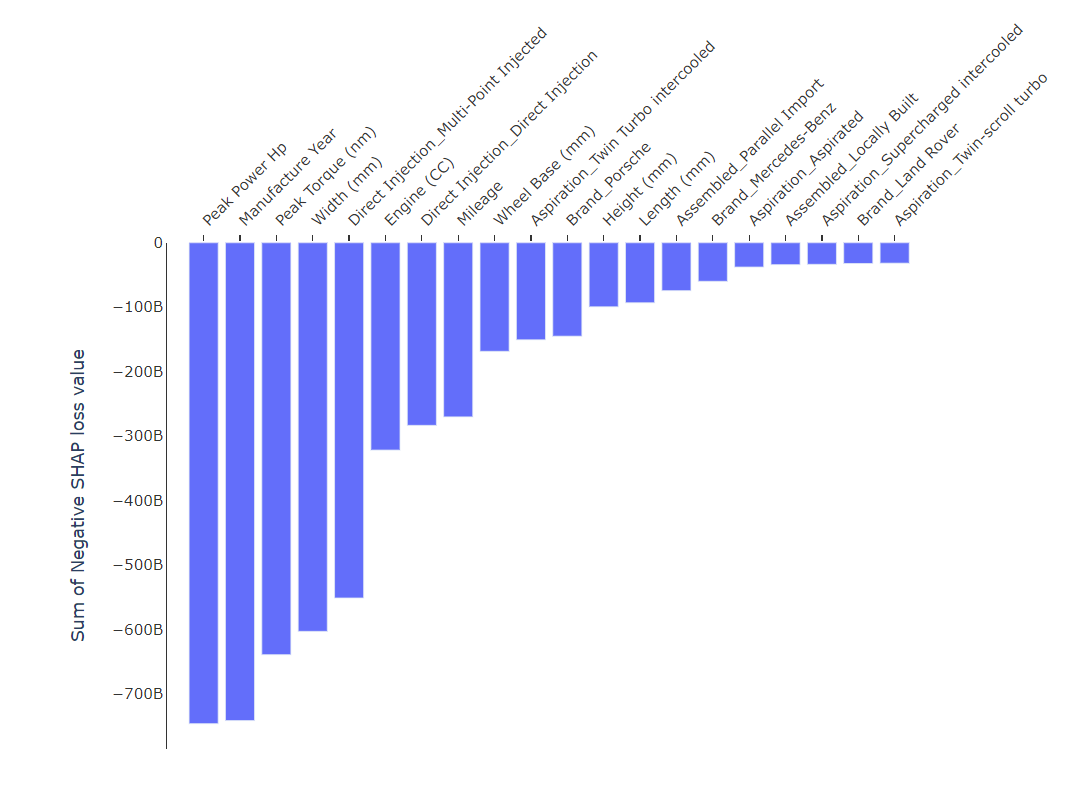 Peak Power Hp
Manufacture Year
Peak Torque (nm)
Width (mm)
Direct Injection_Multi-Point Injected
Engine (CC)
Direct Injection_Direct Injection
Mileage
Wheel Base (mm)
Aspiration_Twin Turbo intercooled
Brand_Porsche
Height (mm)
Length (mm)
Assembled_Parallel Import
Brand_Mercedes-Benz
Aspiration_Aspirated
Assembled_Locally Built
Aspiration_Supercharged intercooled
Brand_Land Rover
Aspiration_Twin-scroll turbo
0
−100B
−200B
−300B
−400B
−500B
−600B
−700B
Sum of Negative SHAP loss value